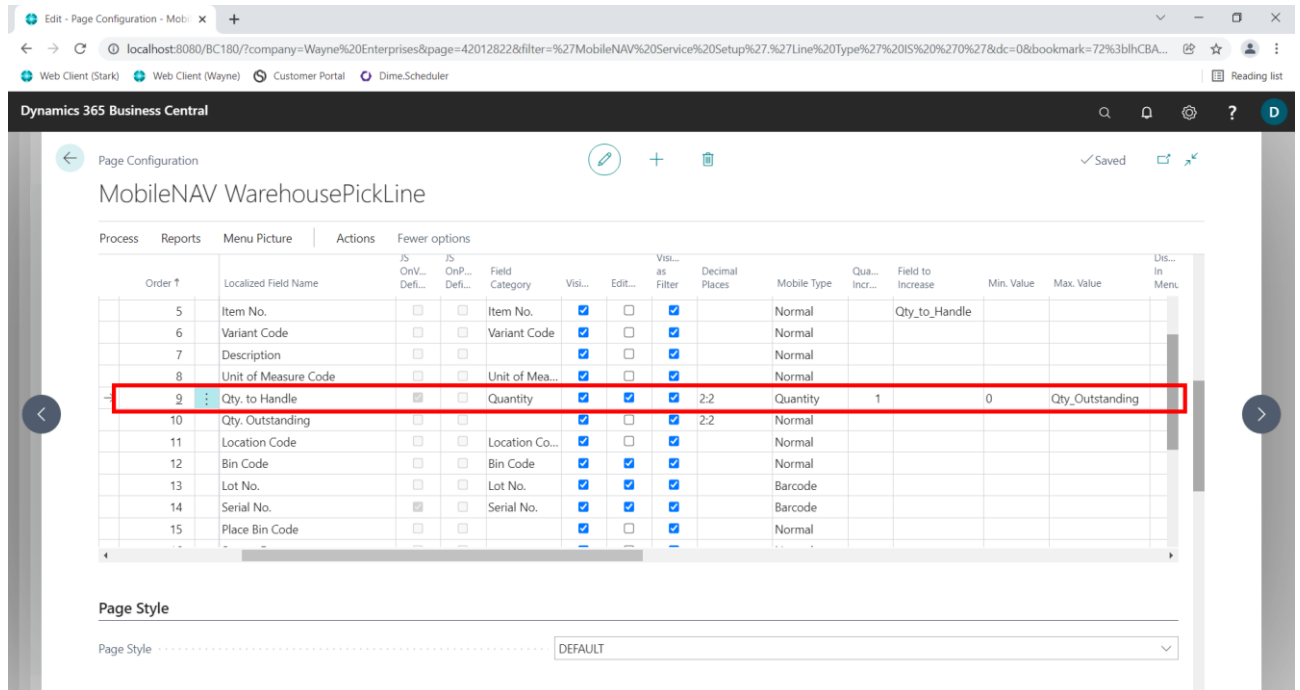 Edit - Page Configuration - Mobil
localhost:8080/BC180/?company=Wayne%20Enterprises&page=42012822&filter=%27MobileNAV%20Service%20Setup%27.%27Line%20Type%27%20IS%20%270%27&dc=0&bookmark=72%3blhCBA...
Web Client (Stark) Web Client (Wayne) Customer Portal Dime.Scheduler Reading list
Dynamics 365 Business Central ? D
Page Configuration Saved
MobileNAV WarehousePickLine
Process Reports Menu Picture Actions Fewer options
Order ↑ Localized Field Name JS OnV... Defi... JS OnP... Defi... Field Category Visi... Edit... Visi... as Filter Decimal Places Mobile Type Qua... Incr... Field to Increase Min. Value Max. Value Dis... In Menu
5 Item No. Item No. Normal Qty_to_Handle
6 Variant Code Variant Code Normal
7 Description Normal
8 Unit of Measure Code Unit of Mea... Normal
9 Qty. to Handle Quantity 2:2 Quantity 1 0 Qty_Outstanding
10 Qty. Outstanding 2:2 Normal
11 Location Code Location Co... Normal
12 Bin Code Bin Code Normal
13 Lot No. Lot No. Barcode
14 Serial No. Serial No. Barcode
15 Place Bin Code Normal
Page Style
Page Style DEFAULT